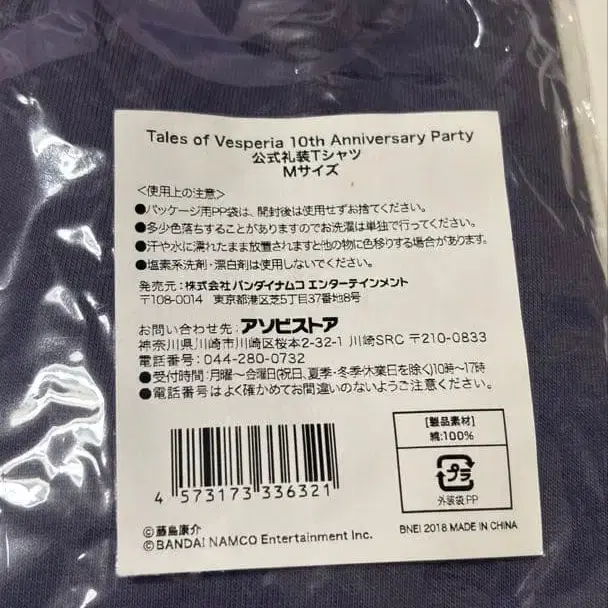 Tales of Vesperia 10th Anniversary Party
公式礼装Tシャツ
Mサイズ
<使用上の注意>
●パッケージ用PP袋は、開封後は使用せずお捨てください。
●多少色落ちすることがありますのでお洗濯は単独で行ってください。
●汗や水に濡れたまま放置されますと他の物に色移りする場合があります。
●塩素系洗剤・漂白剤は使用しないでください。
発売元:株式会社バンダイナムコエンターテインメント
〒108-0014 東京都港区芝5丁目37番地8号
お問い合わせ先:アソビストア
神奈川県川崎市川崎区桜本2-32-1 川崎SRC 〒210-0833
電話番号:044-280-0732
●受付時間:月曜～金曜日(祝日、夏季・冬季休業日を除く)10時～17時
●電話番号はよく確かめてお間違いのないようご注意ください。
[製品素材]
綿:100%
プラ
外装袋:PP
4 573173 336321
©藤島康介
©BANDAI NAMCO Entertainment Inc.
BNEI 2018 MADE IN CHINA